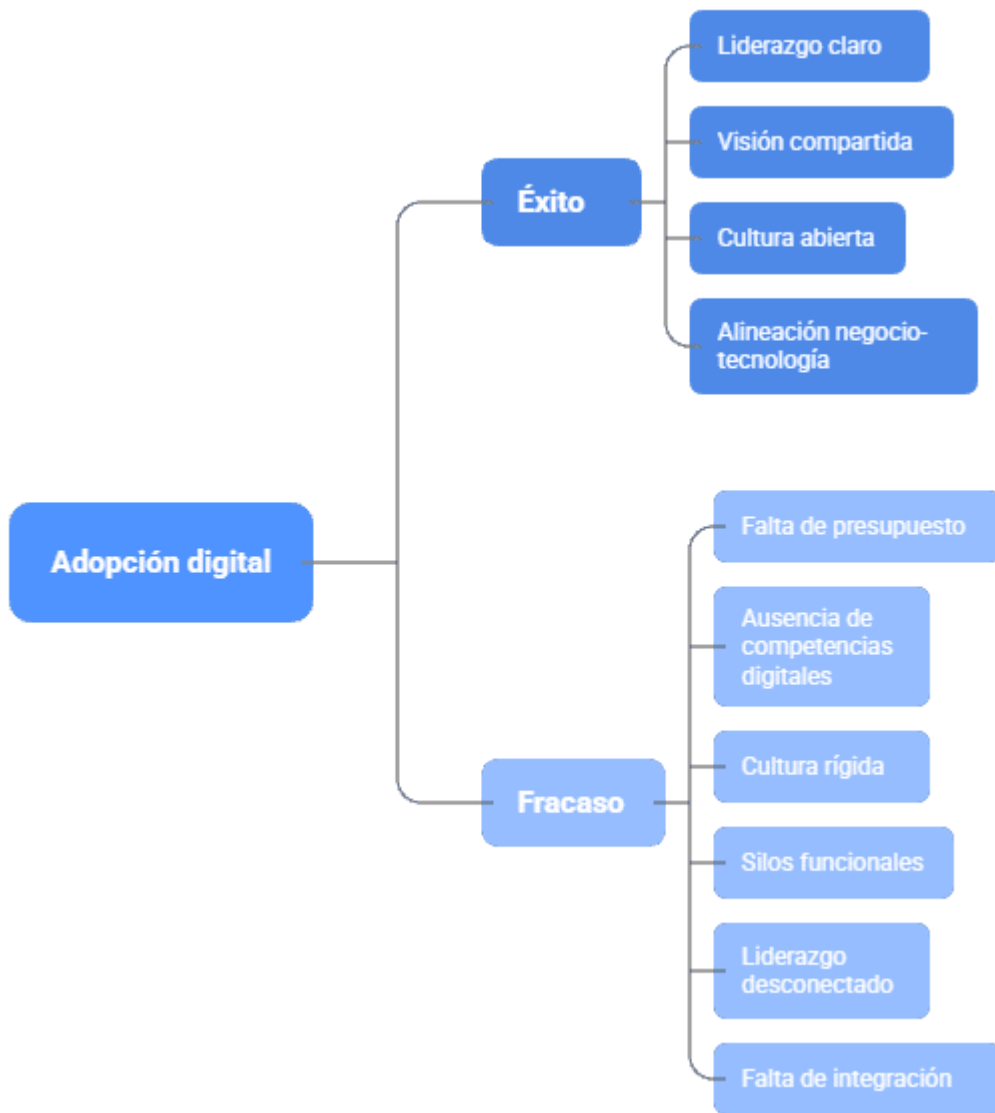 Adopción digital
Éxito
Liderazgo claro
Visión compartida
Cultura abierta
Alineación negocio-
tecnología
Fracaso
Falta de presupuesto
Ausencia de
competencias
digitales
Cultura rígida
Silos funcionales
Liderazgo
desconectado
Falta de integración